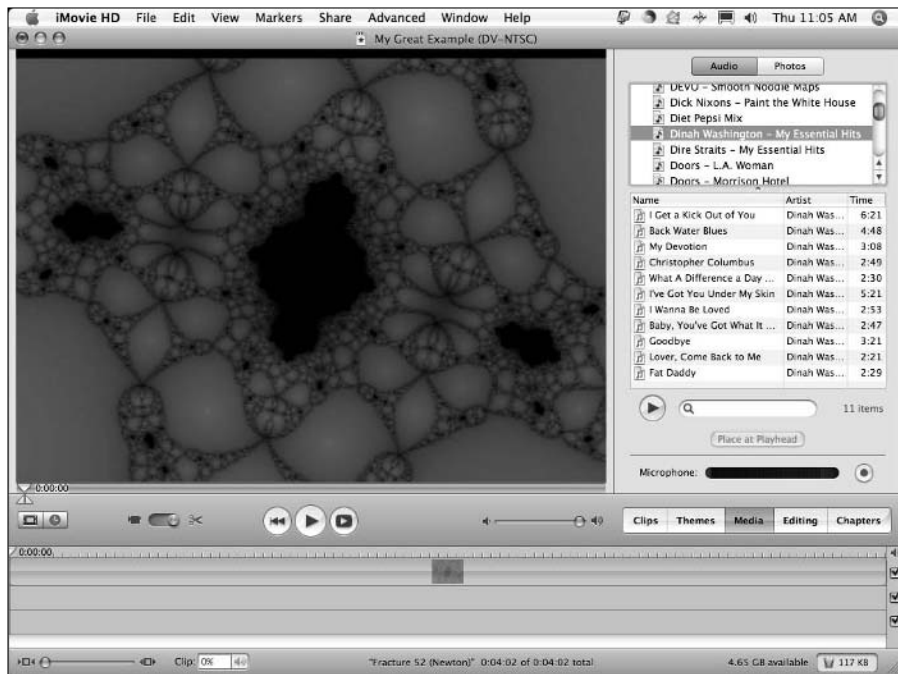 iMovie HD File Edit View Markers Share Advanced Window Help Thu 11:05 AM
My Great Example (DV-NTSC)
Audio Photos
DEVO – Smooth Noodle Maps
Dick Nixons – Paint the White House
Diet Pepsi Mix
Dinah Washington – My Essential Hits
Dire Straits – My Essential Hits
Doors – L.A. Woman
Doors – Morrison Hotel
Name Artist Time
I Get a Kick Out of You Dinah Was... 6:21
Back Water Blues Dinah Was... 4:48
My Devotion Dinah Was... 3:08
Christopher Columbus Dinah Was... 2:49
What A Difference a Day ... Dinah Was... 2:30
I've Got You Under My Skin Dinah Was... 5:21
I Wanna Be Loved Dinah Was... 2:53
Baby, You've Got What It ... Dinah Was... 2:47
Goodbye Dinah Was... 3:21
Lover, Come Back to Me Dinah Was... 2:21
Fat Daddy Dinah Was... 2:29
11 items
Place at Playhead
Microphone:
0:00:00
Clips Themes Media Editing Chapters
0:00:00
Clip: 0% "Fracture 52 (Newton)" 0:04:02 of 0:04:02 total 4.65 GB available 117 KB